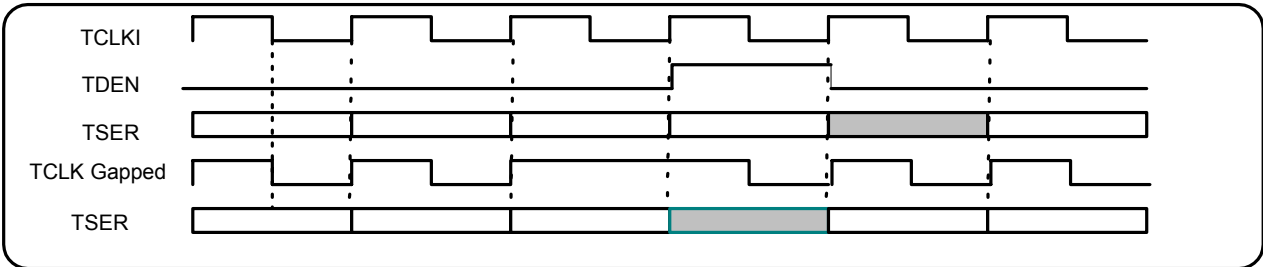 TCLKI
TDEN
TSER
TCLK Gapped
TSER